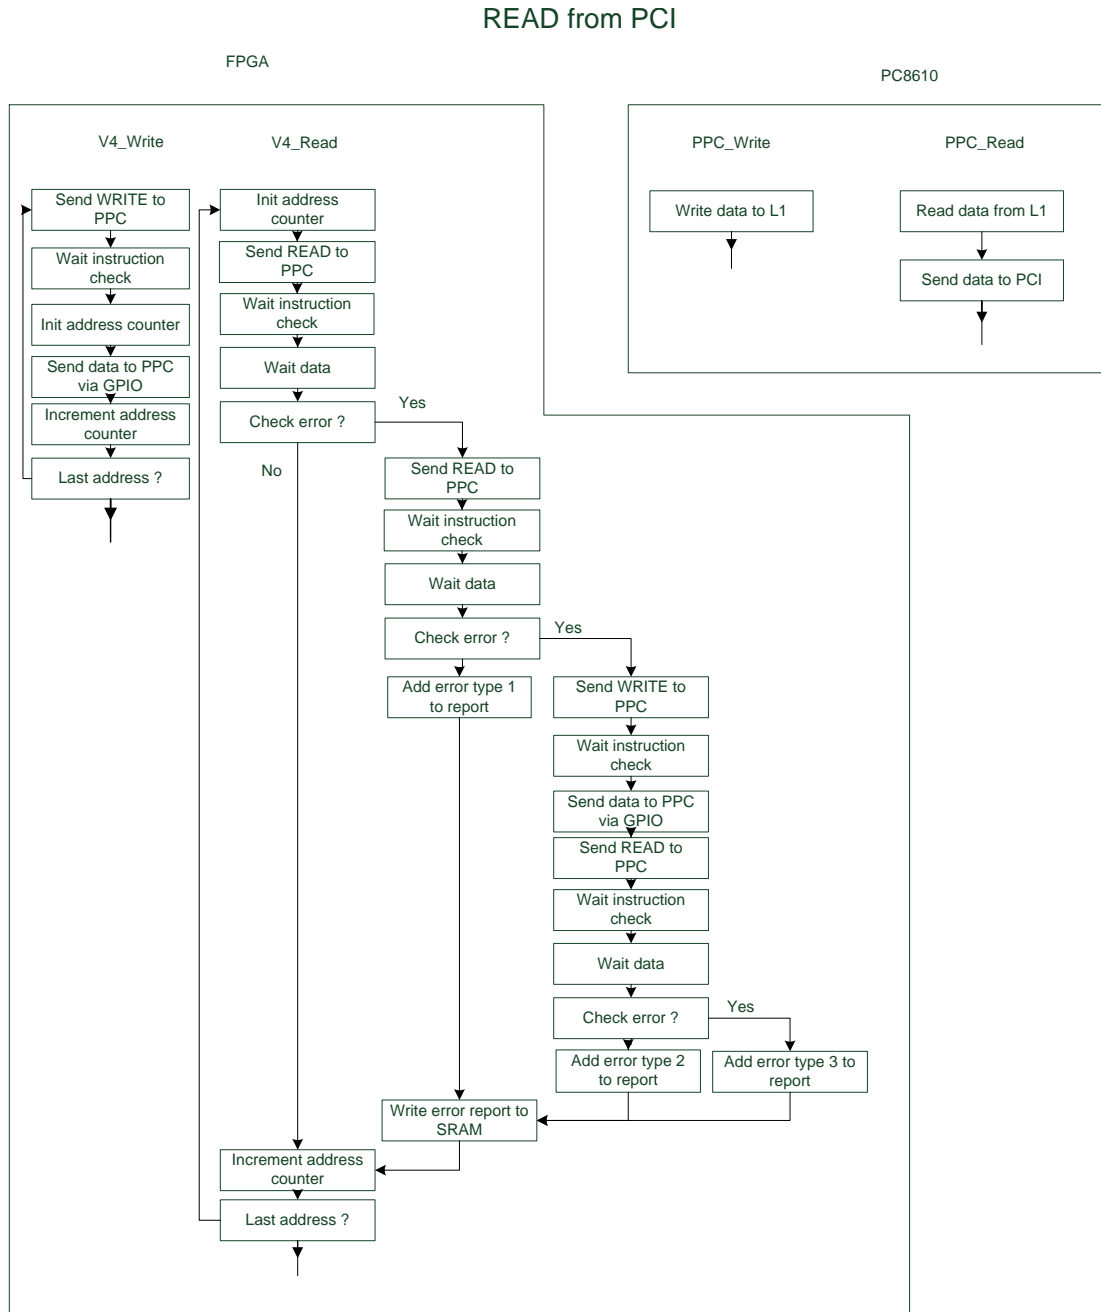 READ from PCI
FPGA
PC8610
V4_Write
V4_Read
PPC_Write
PPC_Read
Send WRITE to
PPC
Wait instruction
check
Init address counter
Send data to PPC
via GPIO
Increment address
counter
Last address ?
Init address
counter
Send READ to
PPC
Wait instruction
check
Wait data
Check error ?
Yes
No
Write data to L1
Read data from L1
Send data to PCI
Send READ to
PPC
Wait instruction
check
Wait data
Check error ?
Yes
Add error type 1
to report
Send WRITE to
PPC
Wait instruction
check
Send data to PPC
via GPIO
Send READ to
PPC
Wait instruction
check
Wait data
Check error ?
Yes
Add error type 2
to report
Add error type 3 to
report
Write error report to
SRAM
Increment address
counter
Last address ?